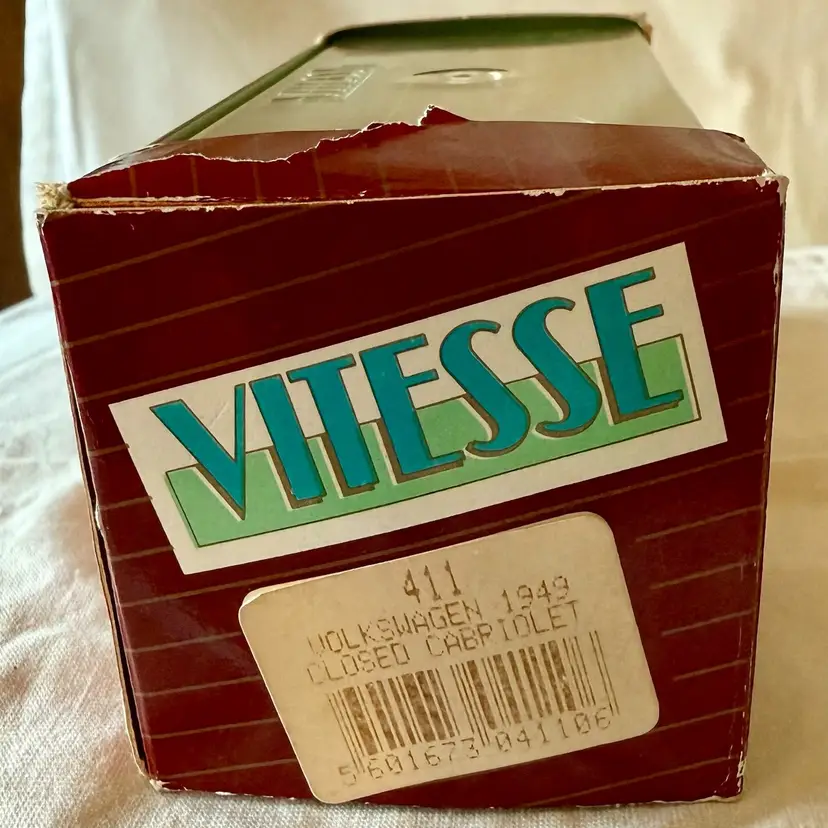 VITESSE
411
VOLKSWAGEN 1949
CLOSED CABRIOLET
5 601673 041106